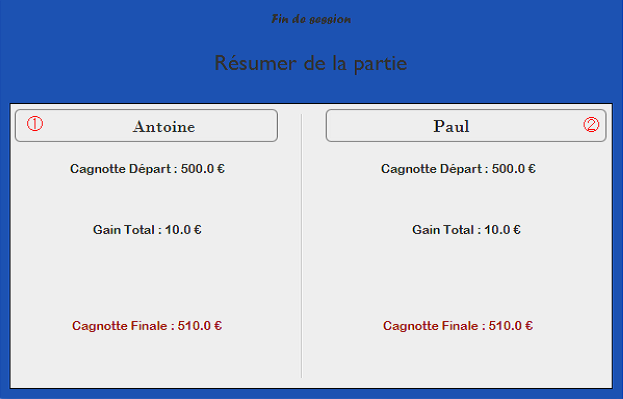 Fin de session
Résumer de la partie
① Antoine
Cagnotte Départ : 500.0 €
Gain Total : 10.0 €
Cagnotte Finale : 510.0 €
Paul ②
Cagnotte Départ : 500.0 €
Gain Total : 10.0 €
Cagnotte Finale : 510.0 €